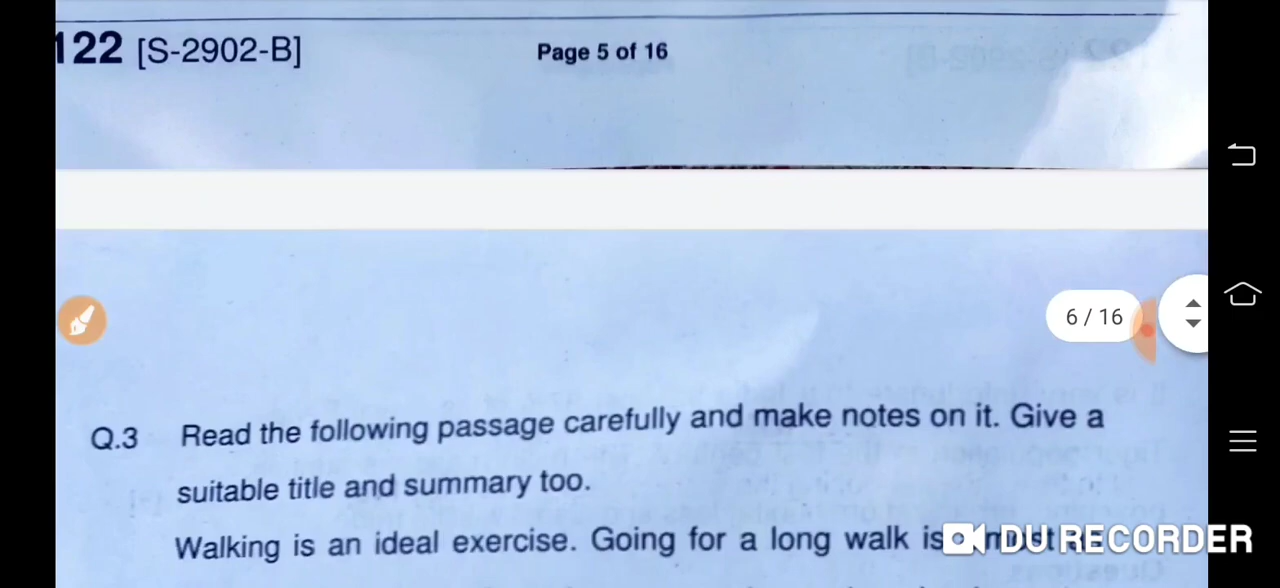 122 [S-2902-B]
Page 5 of 16
6 / 16
Q.3 Read the following passage carefully and make notes on it. Give a
suitable title and summary too.
Walking is an ideal exercise. Going for a long walk is
DU RECORDER